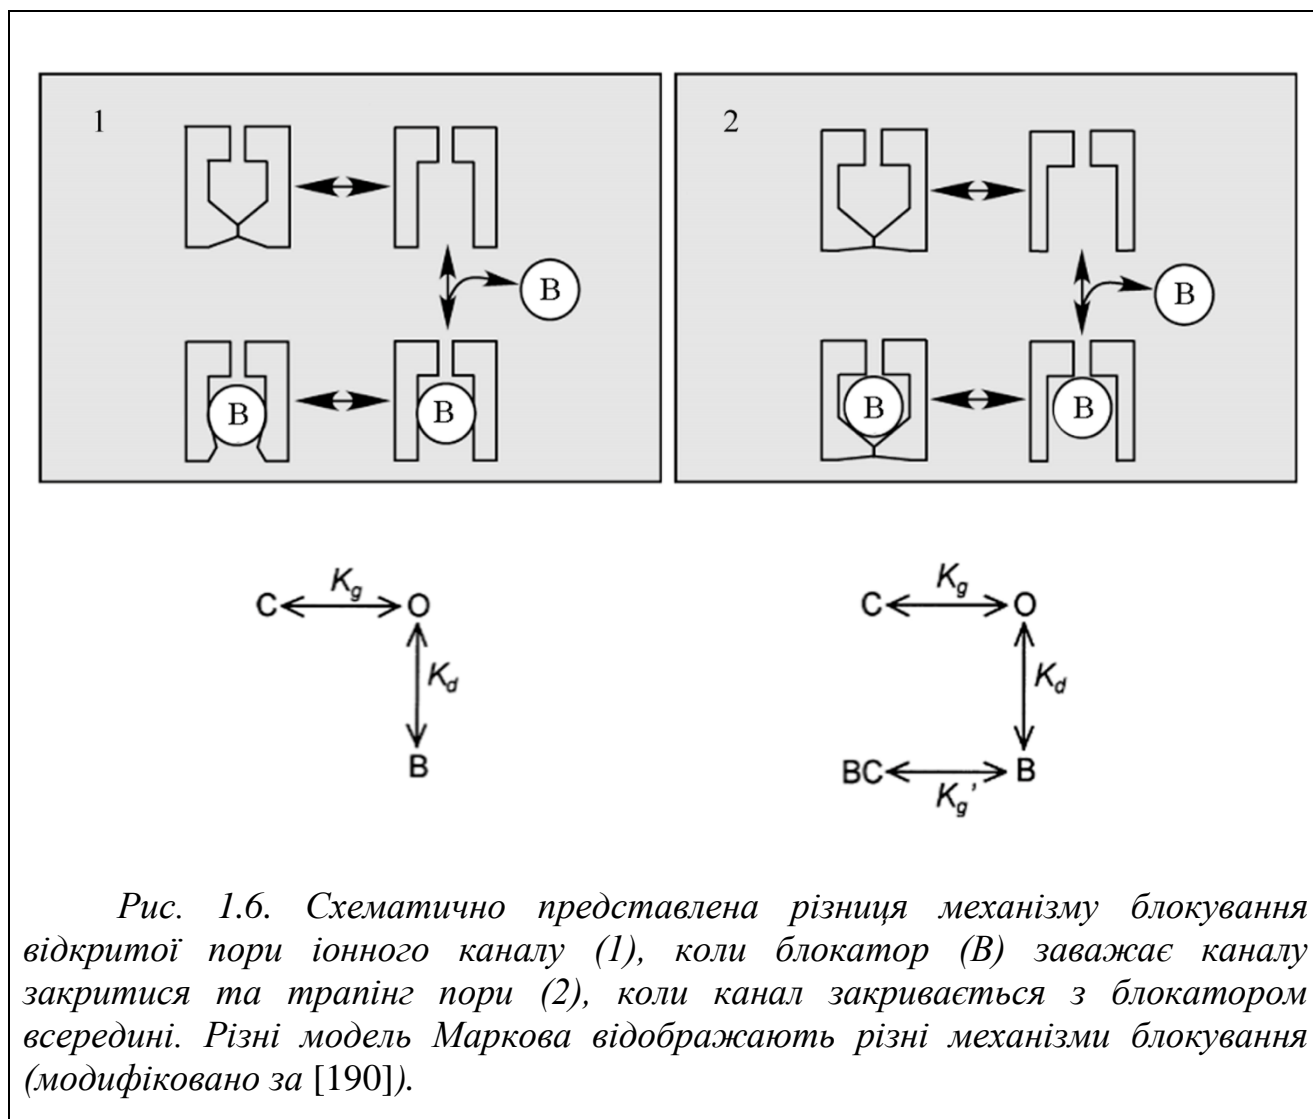 1
2
B
B
B
B
B
B
C
K_g
O
K_d
B
C
K_g
O
K_d
BC
K_g'
B
Рис. 1.6. Схематично представлена різниця механізму блокування
відкритої пори іонного каналу (1), коли блокатор (В) заважає каналу
закритися та трапінг пори (2), коли канал закривається з блокатором
всередині. Різні модель Маркова відображають різні механізми блокування
(модифіковано за [190]).